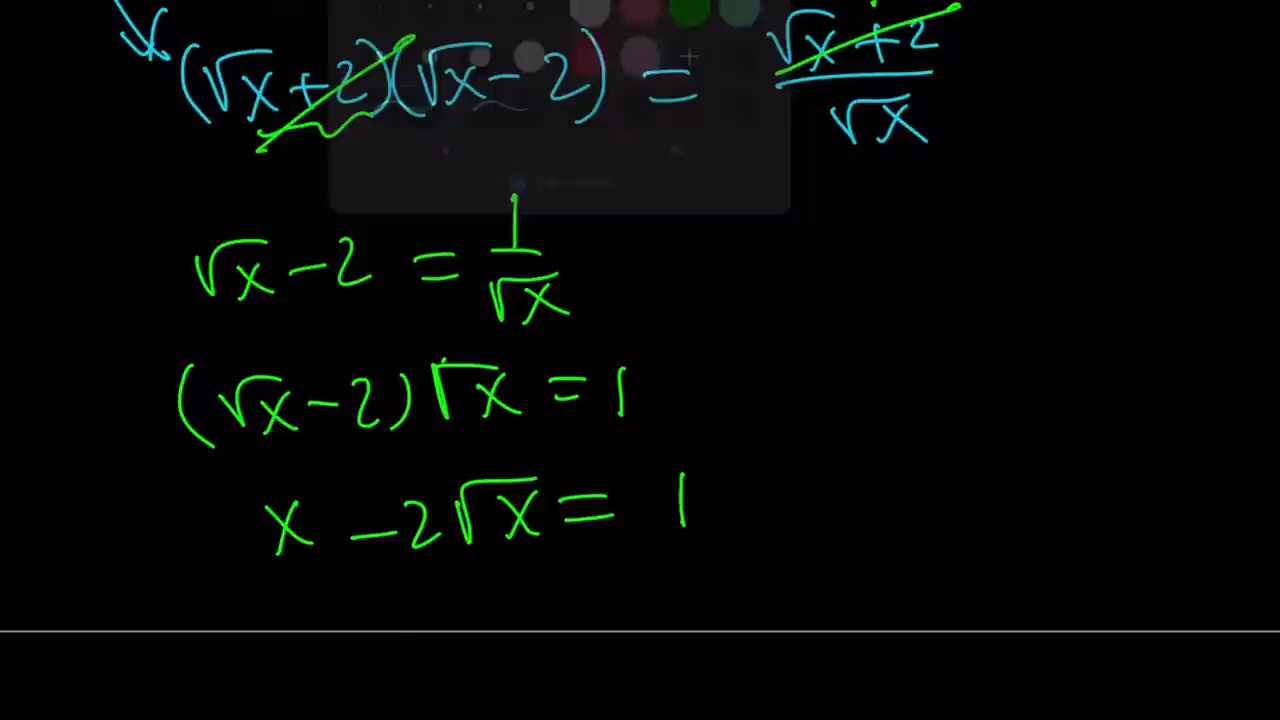 (√x+2)(√x-2) = (√x+2)/√x
√x-2 = 1/√x
(√x-2)√x = 1
x-2√x = 1